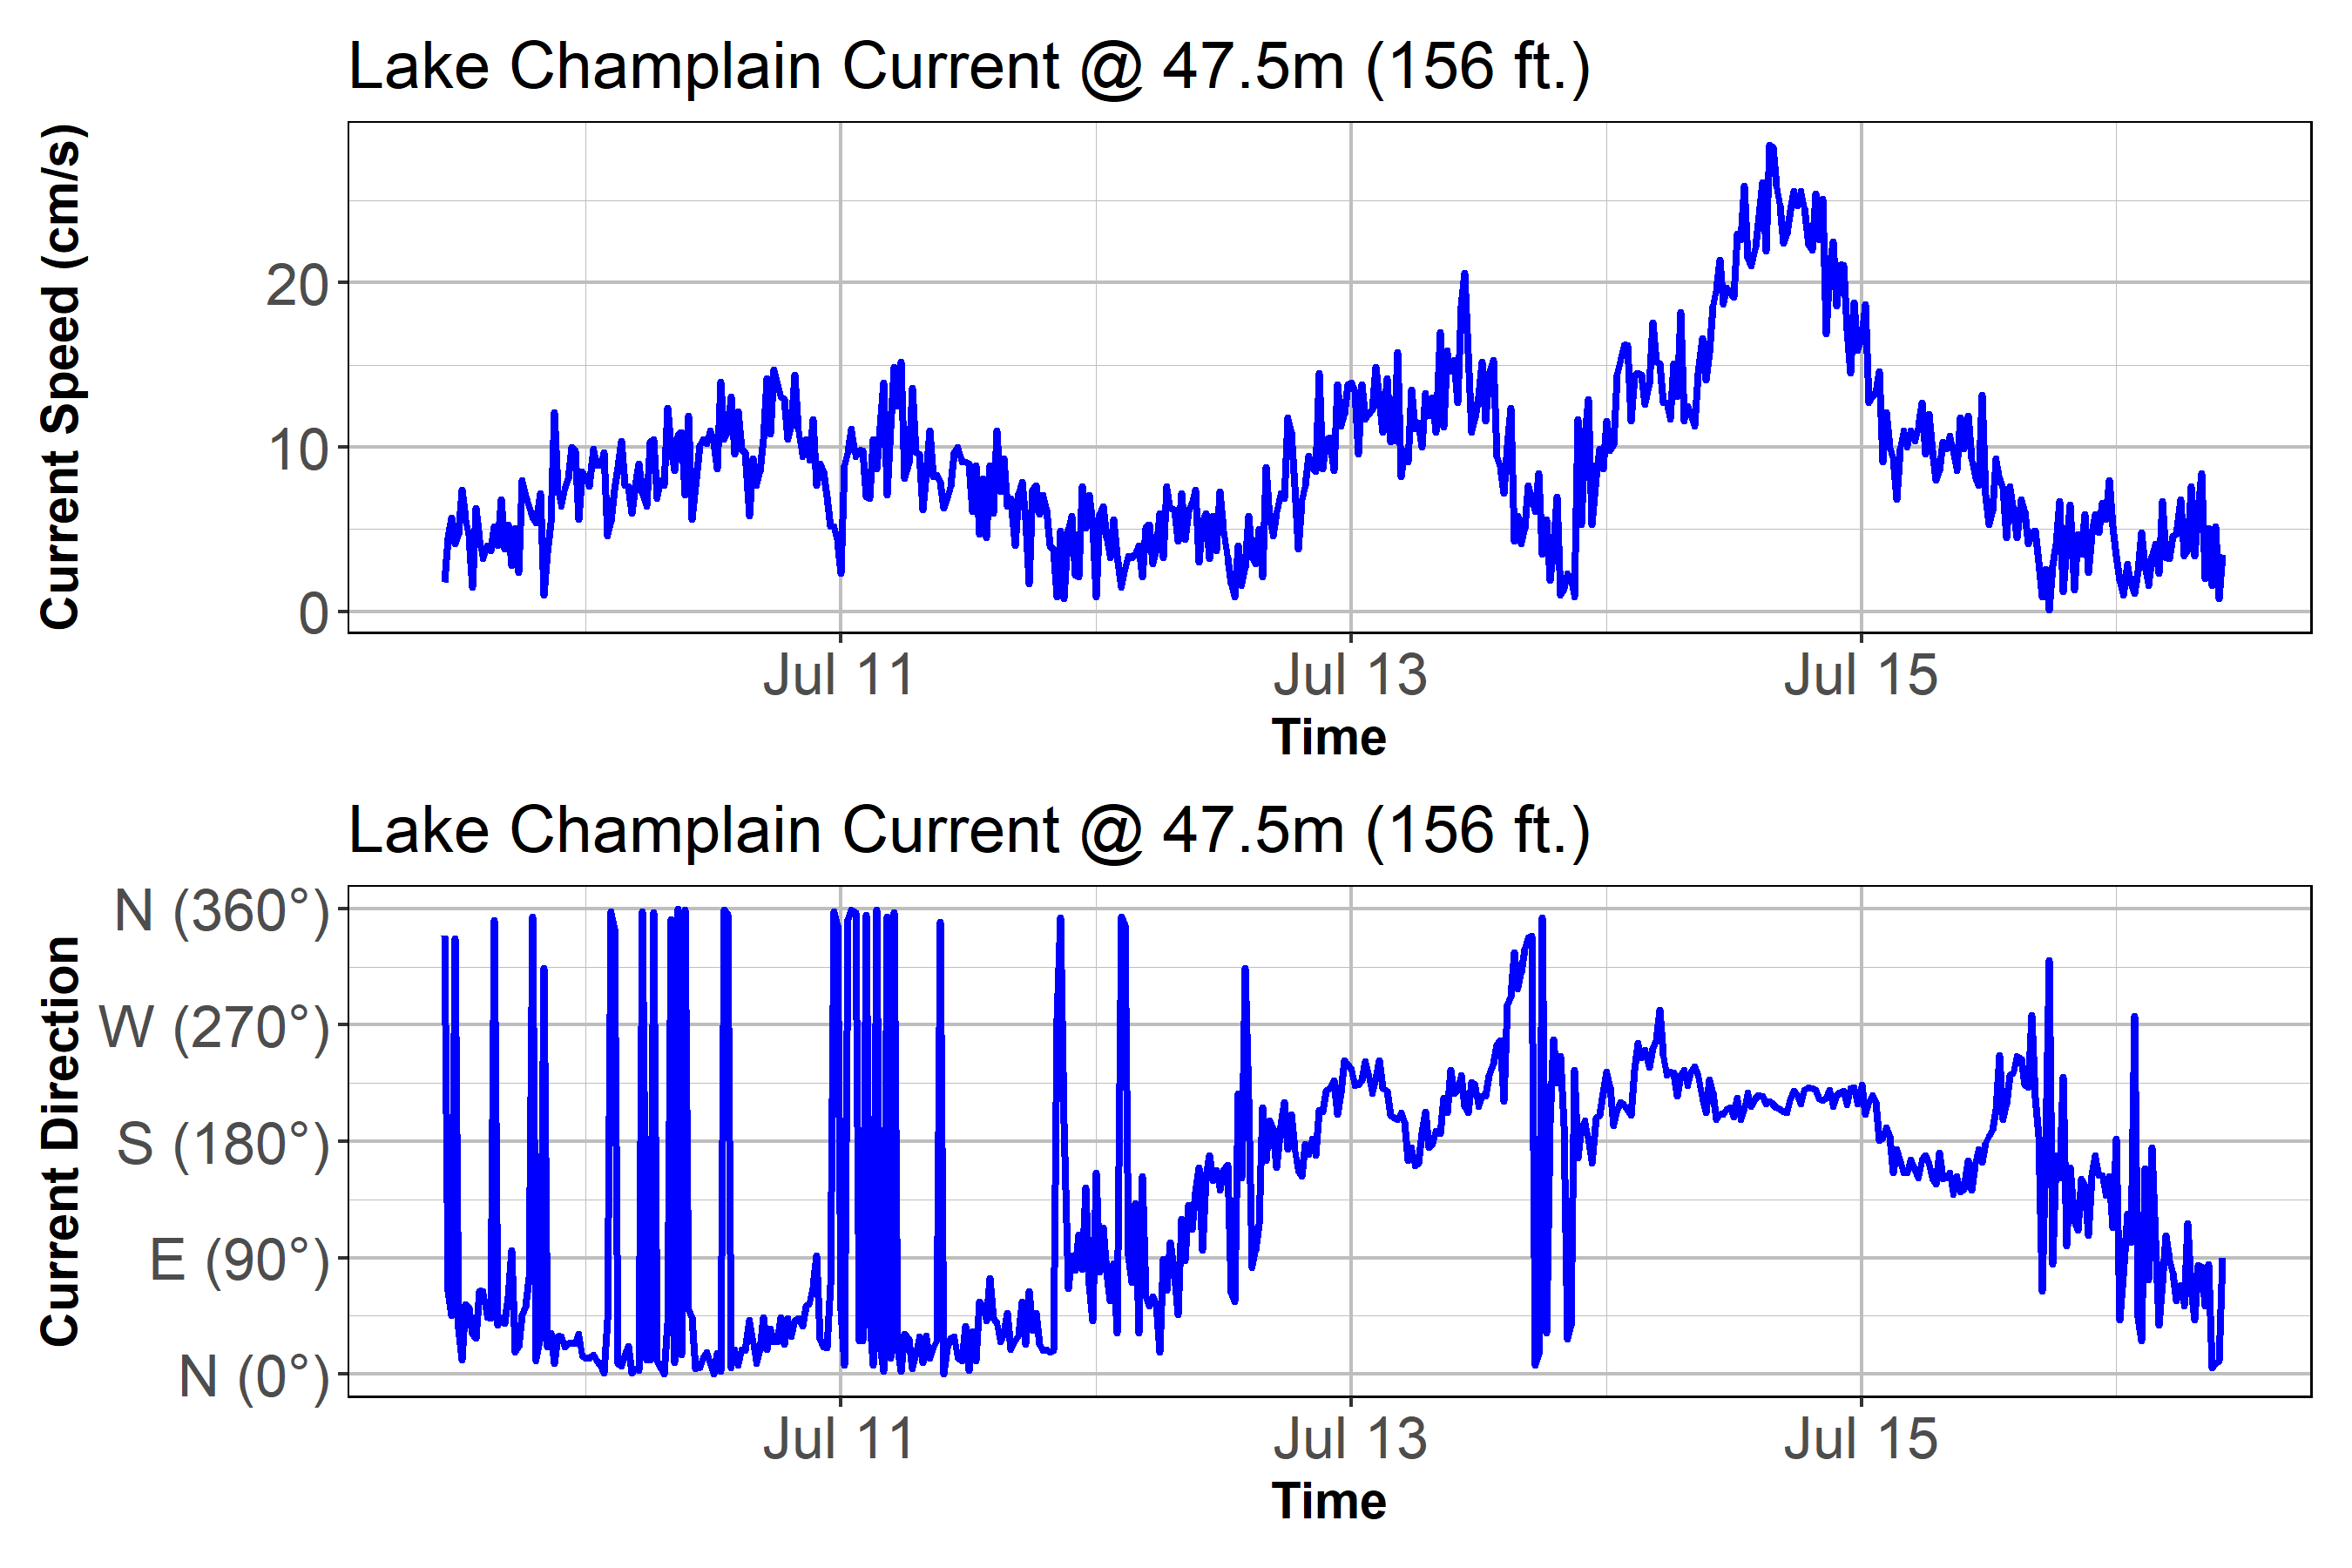 Lake Champlain Current @ 47.5m (156 ft.)
Current Speed (cm/s)
20
10
0
Jul 11
Jul 13
Jul 15
Time
Lake Champlain Current @ 47.5m (156 ft.)
Current Direction
N (360°)
W (270°)
S (180°)
E (90°)
N (0°)
Jul 11
Jul 13
Jul 15
Time